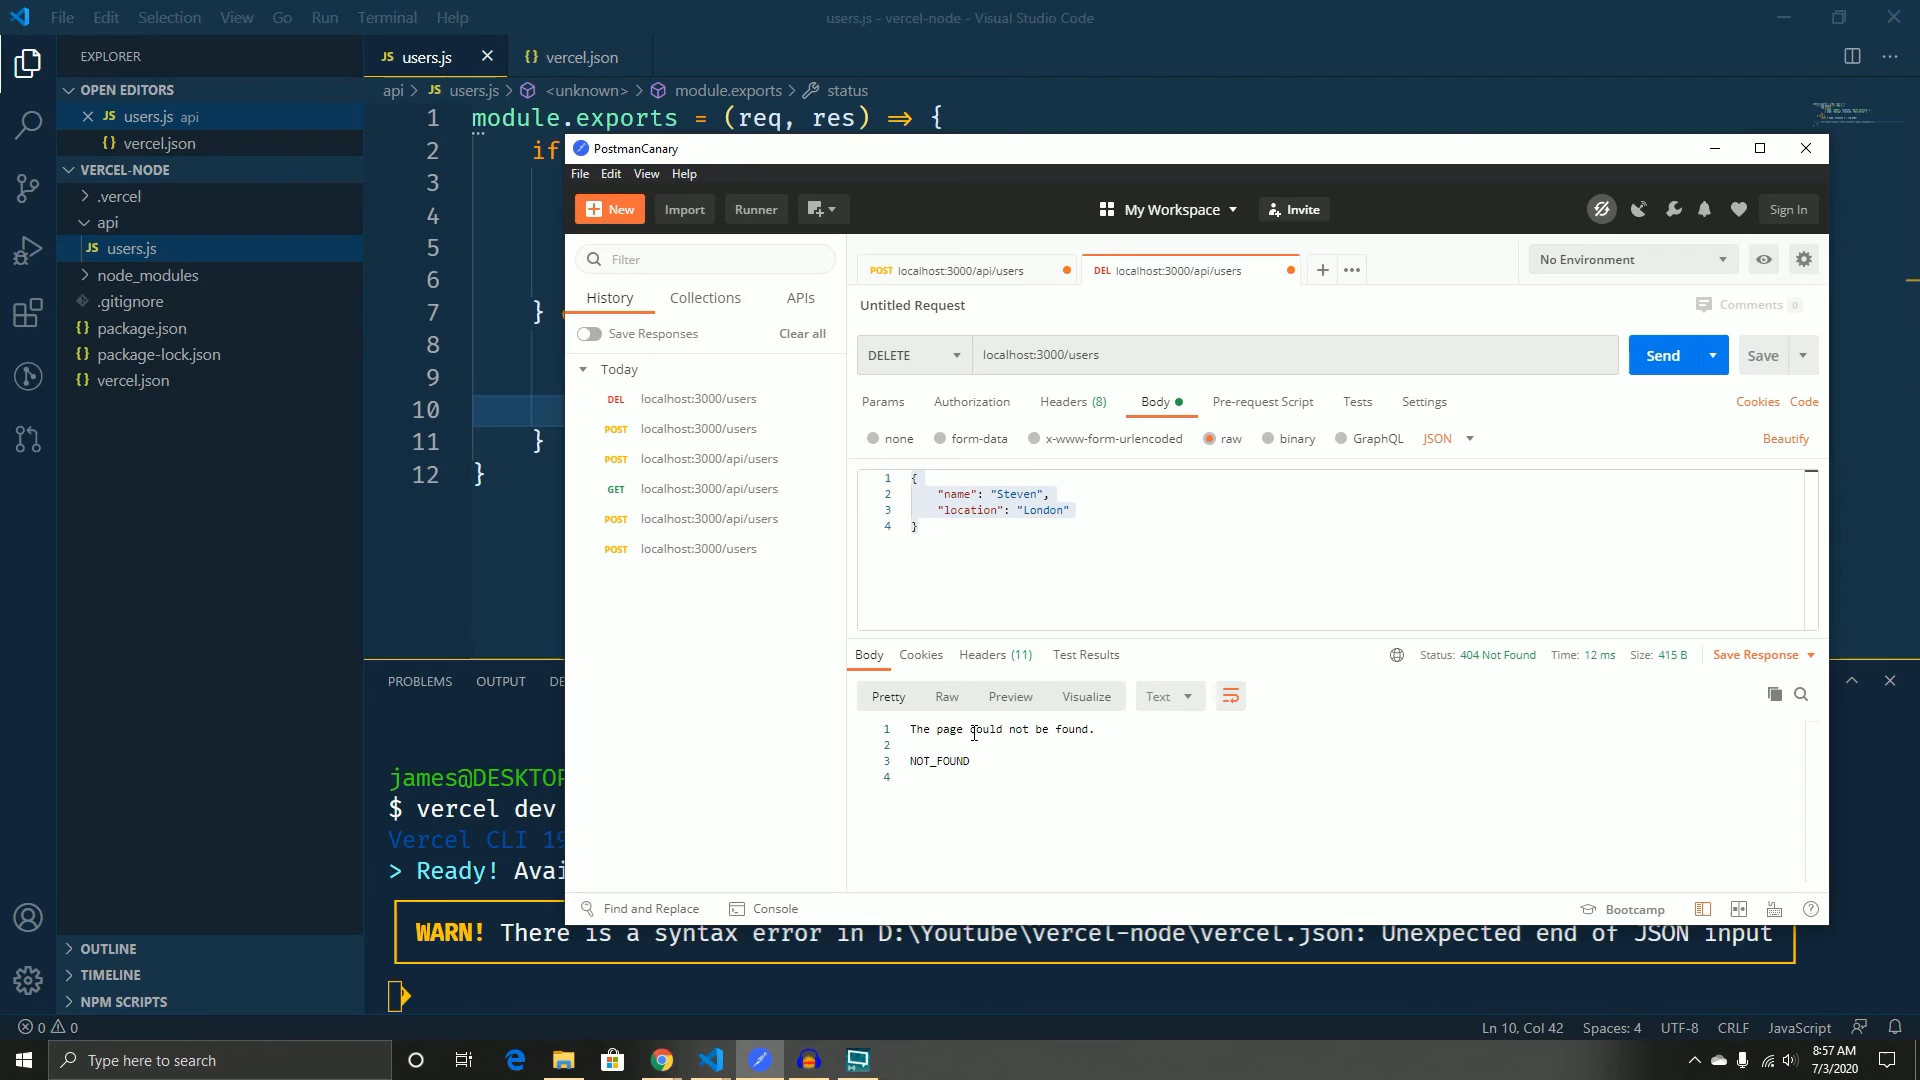 File Edit Selection View Go Run Terminal Help
users.js - vercel-node - Visual Studio Code
EXPLORER
OPEN EDITORS
JS users.js api
{} vercel.json
VERCEL-NODE
.vercel
api
JS users.js
node_modules
.gitignore
{} package.json
{} package-lock.json
{} vercel.json
OUTLINE
TIMELINE
NPM SCRIPTS
JS users.js
{} vercel.json
api > JS users.js > <unknown> > module.exports > status
1 module.exports = (req, res) => {
2 if
3
4
5
6
7 }
8
9
10
11 }
12 }
PROBLEMS OUTPUT
james@DESKTOP
$ vercel dev
Vercel CLI 19
> Ready! Avai
WARN! There is a syntax error in D:\Youtube\vercel-node\vercel.json: Unexpected end of JSON input
PostmanCanary
File Edit View Help
New Import Runner
My Workspace
Invite
Sign In
Filter
History Collections APIs
Save Responses Clear all
Today
DEL localhost:3000/users
POST localhost:3000/users
POST localhost:3000/api/users
GET localhost:3000/api/users
POST localhost:3000/api/users
POST localhost:3000/users
POST localhost:3000/api/users
DEL localhost:3000/api/users
No Environment
Untitled Request
Comments 0
DELETE localhost:3000/users Send Save
Params Authorization Headers (8) Body Pre-request Script Tests Settings Cookies Code
none form-data x-www-form-urlencoded raw binary GraphQL JSON Beautify
1 {
2 "name": "Steven",
3 "location": "London"
4 }
Body Cookies Headers (11) Test Results Status: 404 Not Found Time: 12 ms Size: 415 B Save Response
Pretty Raw Preview Visualize Text
1 The page could not be found.
2
3 NOT_FOUND
4
Find and Replace Console Bootcamp
0 0 Ln 10, Col 42 Spaces: 4 UTF-8 CRLF JavaScript
Type here to search
8:57 AM
7/3/2020